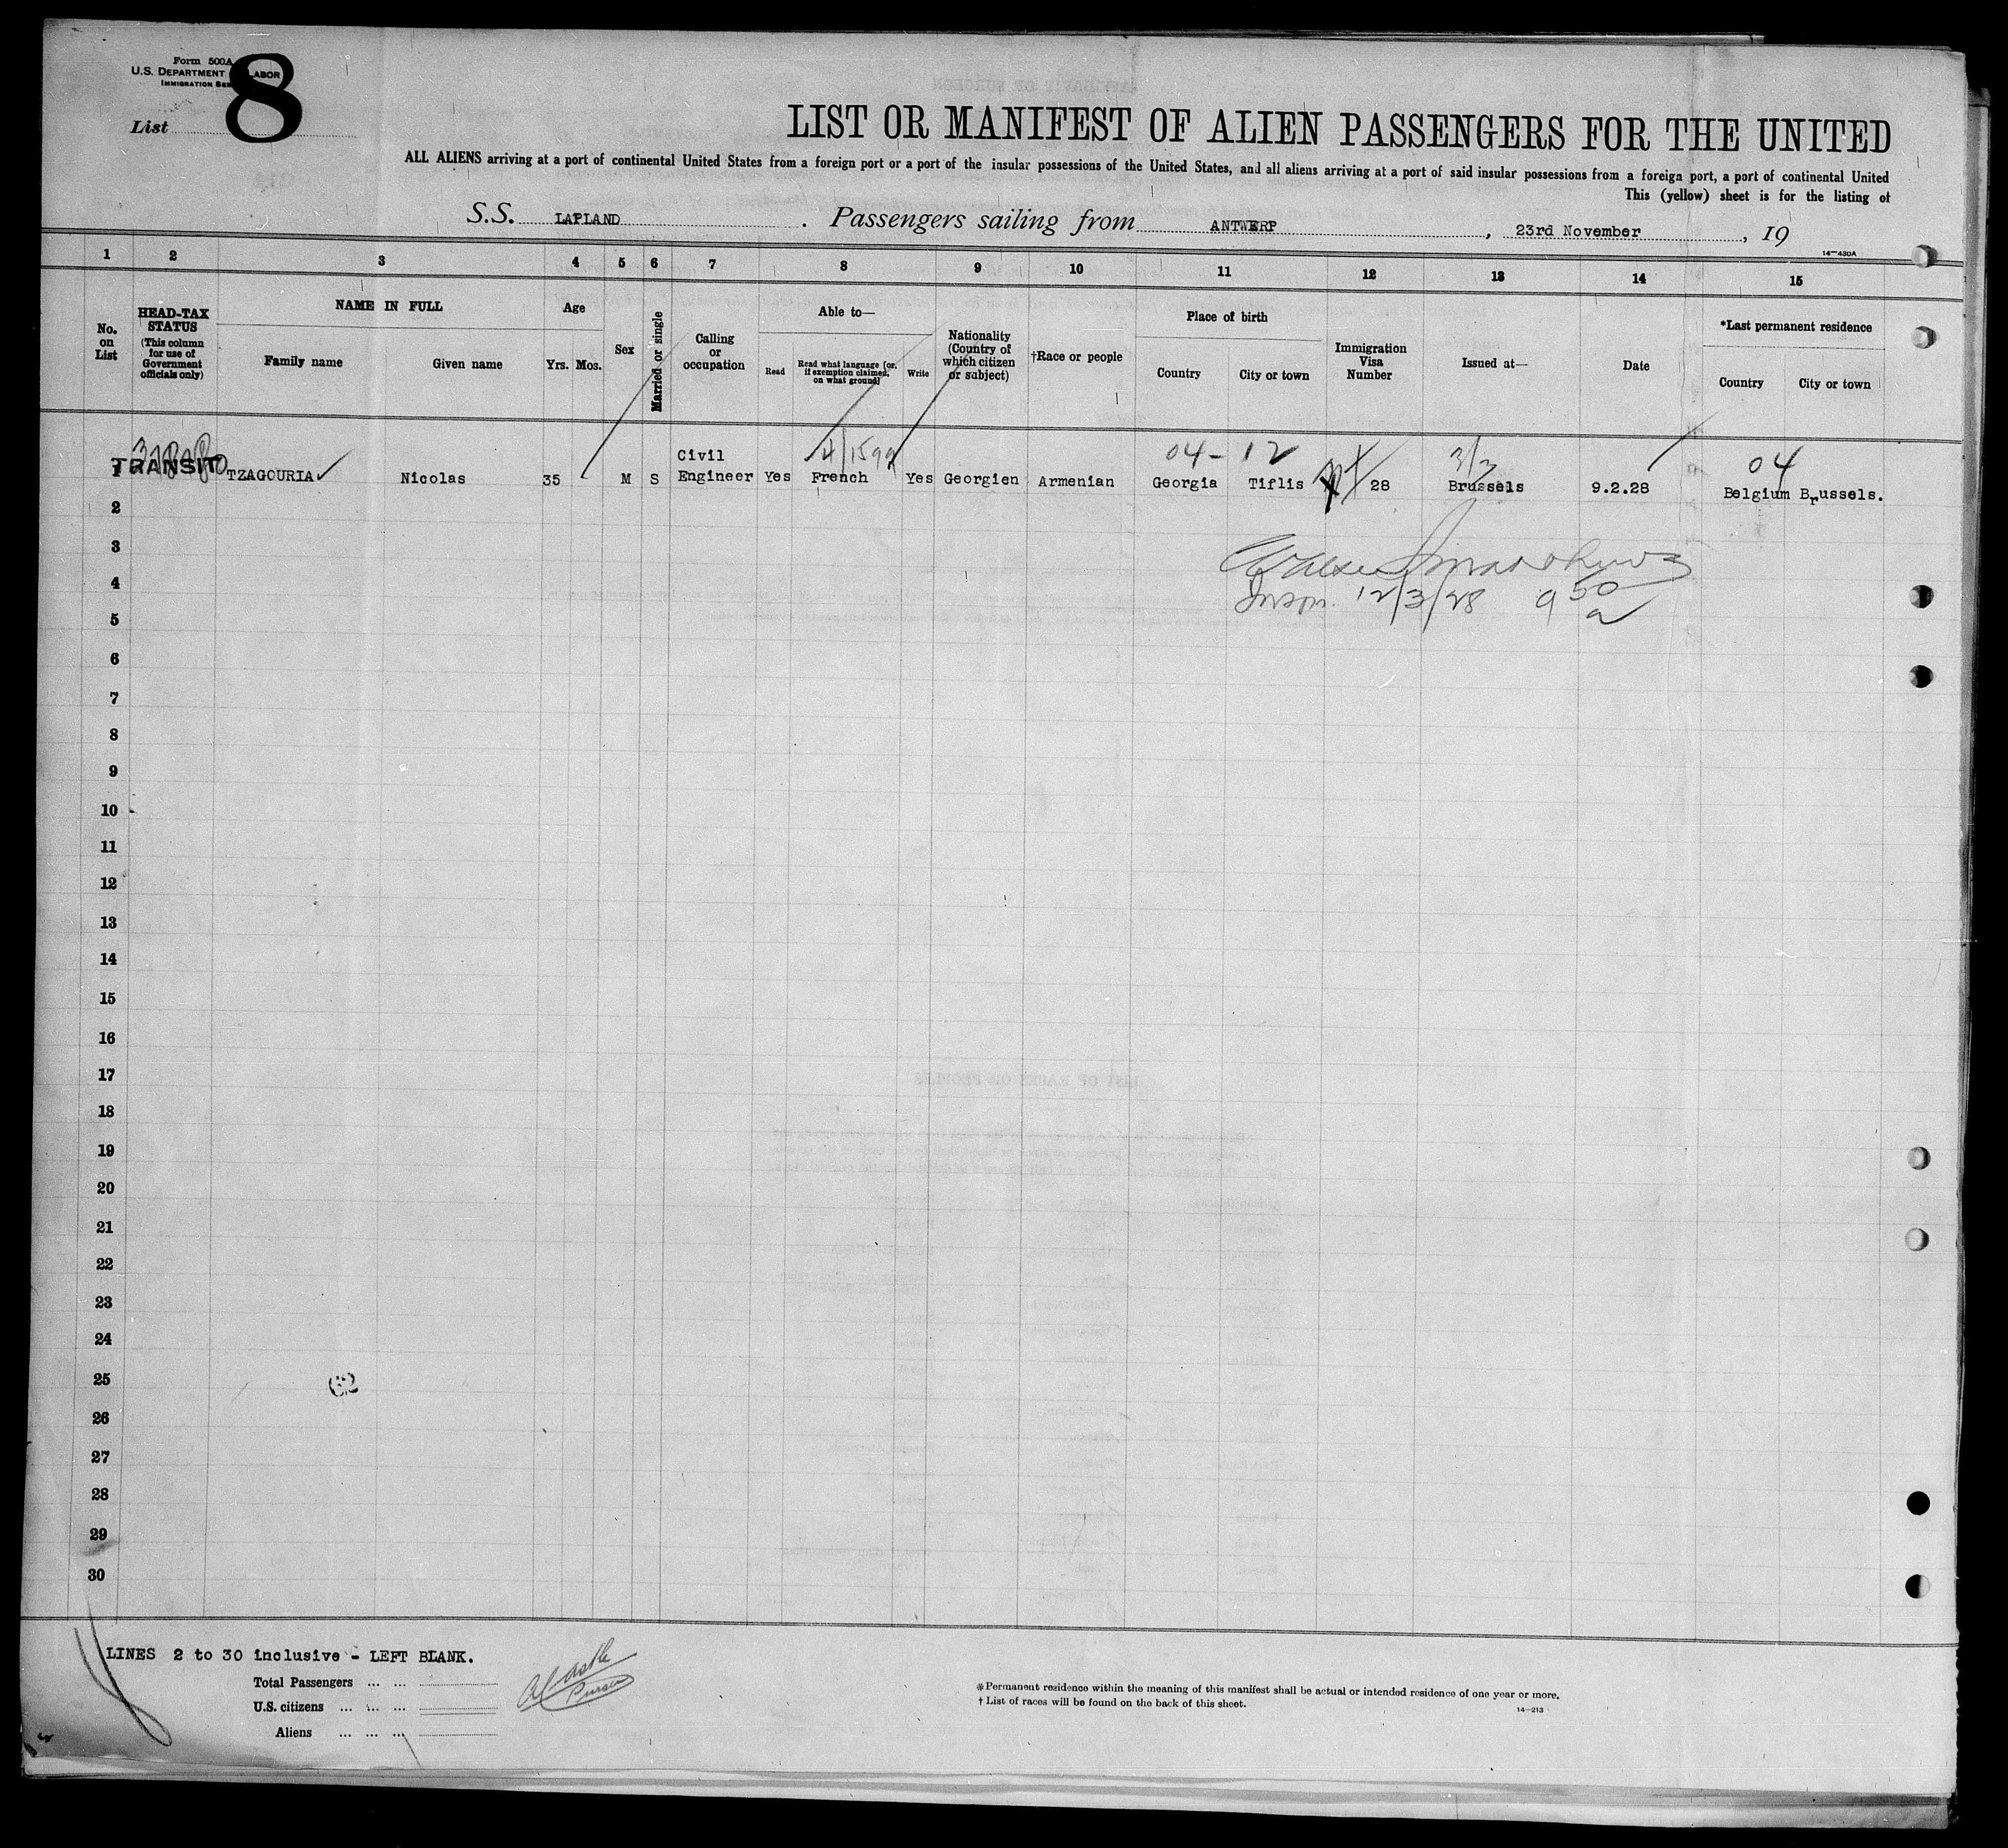 Form 500A
U.S. DEPARTMENT LABOR
IMMIGRATION
List 8
LIST OR MANIFEST OF ALIEN PASSENGERS FOR THE UNITED
ALL ALIENS arriving at a port of continental United States from a foreign port or a port of the insular possessions of the United States, and all aliens arriving at a port of said insular possessions from a foreign port, a port of continental United
This (yellow) sheet is for the listing of
S.S. LAPLAND. Passengers sailing from ANTWERP, 23rd November, 19
14—430A
1 2 3 4 5 6 7 8 9 10 11 12 13 14 15
No. on List
HEAD-TAX STATUS (This column for use of Government officials only)
NAME IN FULL
Family name Given name
Age
Yrs. Mos.
Sex
Married or single
Calling or occupation
Able to—
Read
Read what language [or, if exemption claimed, on what ground]
Write
Nationality (Country of which citizen or subject)
†Race or people
Place of birth
Country City or town
Immigration Visa Number
Issued at—
Date
*Last permanent residence
Country City or town
04-12 3/3 04
1 TRANSIT TZAGOURIA ✓ Nicolas 35 M S Civil Engineer Yes French Yes Georgien Armenian Georgia Tiflis 28 Brussels 9.2.28 Belgium Brussels.
2
3
4
12/3/28 9 50 a
5
6
7
8
9
10
11
12
13
14
15
16
17
18
19
20
21
22
23
24
25
62
26
27
28
29
30
LINES 2 to 30 inclusive - LEFT BLANK.
Total Passengers ... ...
U.S. citizens ... ... ...
Aliens ... ... ...
Purser
*Permanent residence within the meaning of this manifest shall be actual or intended residence of one year or more.
† List of races will be found on the back of this sheet.
14—213